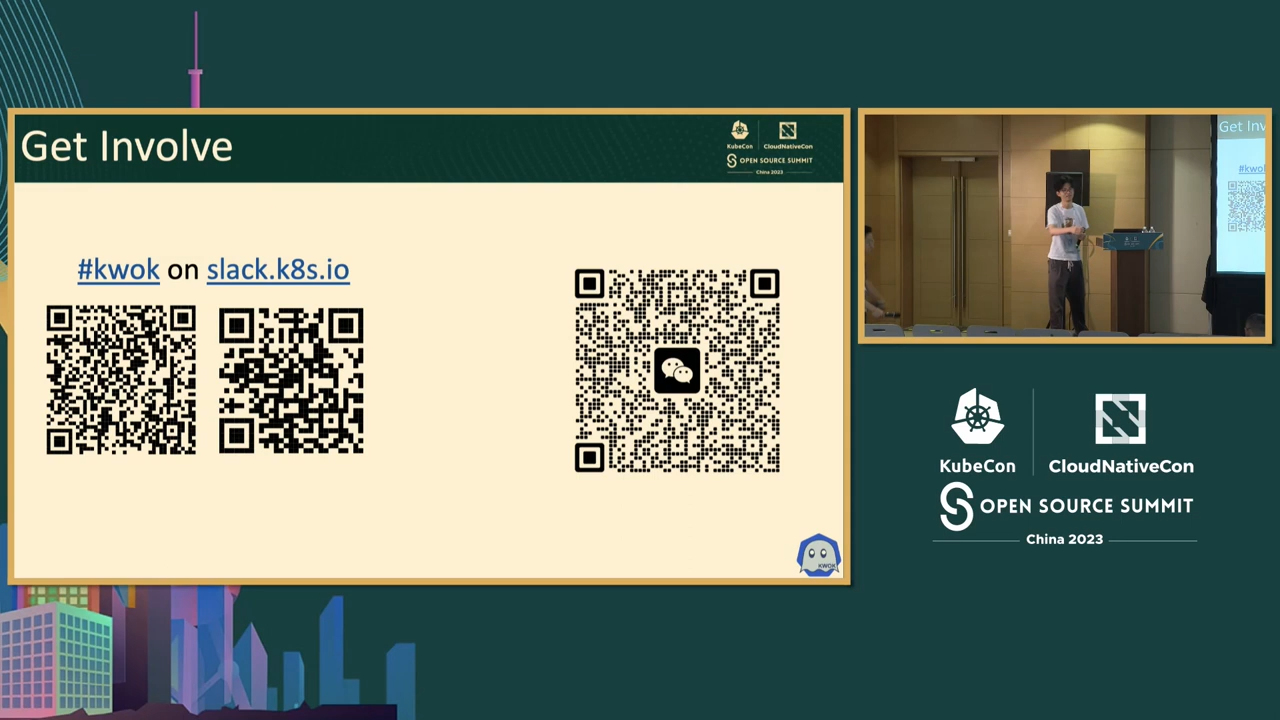 Get Involve
KubeCon
CloudNativeCon
OPEN SOURCE SUMMIT
China 2023
#kwok on slack.k8s.io
KWOK
Get Inv
#kwok
KubeCon
CloudNativeCon
OPEN SOURCE SUMMIT
China 2023